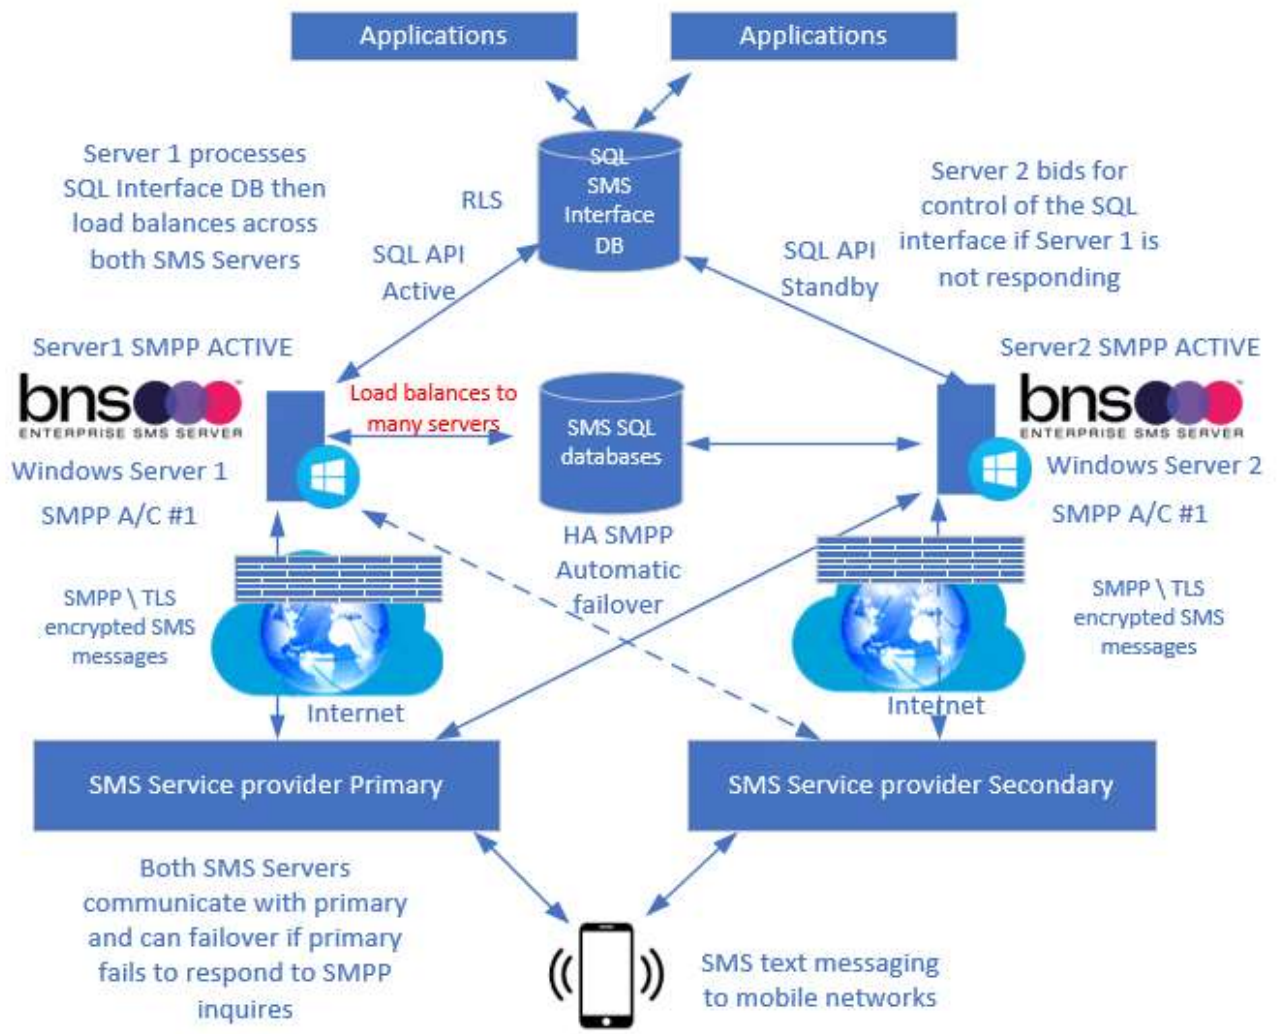 Applications
Applications
Server 1 processes
SQL Interface DB then
load balances across
both SMS Servers
RLS
SQL
SMS
Interface
DB
Server 2 bids for
control of the SQL
interface if Server 1 is
not responding
SQL API
Active
SQL API
Standby
Server1 SMPP ACTIVE
bns
ENTERPRISE SMS SERVER
Windows Server 1
SMPP A/C #1
Load balances to
many servers
SMS SQL
databases
Server2 SMPP ACTIVE
bns
ENTERPRISE SMS SERVER
Windows Server 2
SMPP A/C #1
HA SMPP
Automatic
failover
SMPP \ TLS
encrypted SMS
messages
Internet
SMPP \ TLS
encrypted SMS
messages
Internet
SMS Service provider Primary
SMS Service provider Secondary
Both SMS Servers
communicate with primary
and can failover if primary
fails to respond to SMPP
inquires
SMS text messaging
to mobile networks